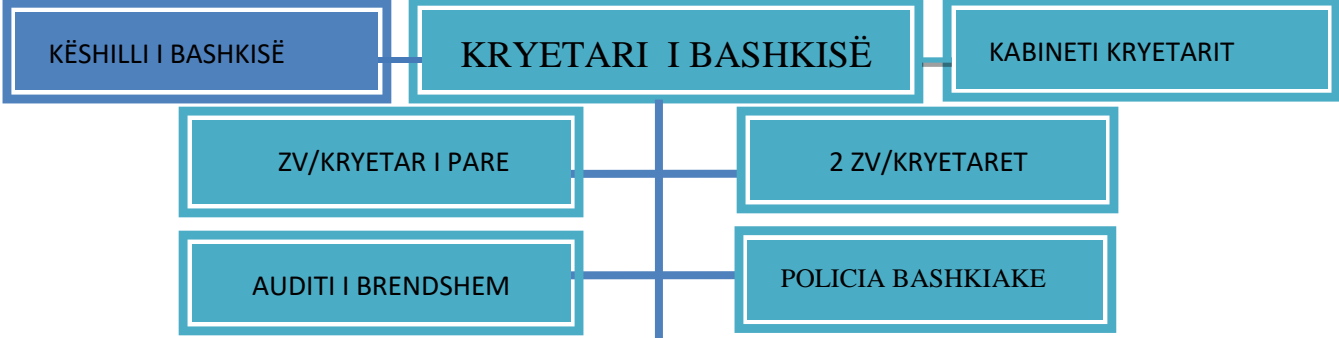 KËSHILLI I BASHKISË
KRYETARI I BASHKISË
KABINETI KRYETARIT
ZV/KRYETAR I PARE
2 ZV/KRYETARET
AUDITI I BRENDSHEM
POLICIA BASHKIAKE